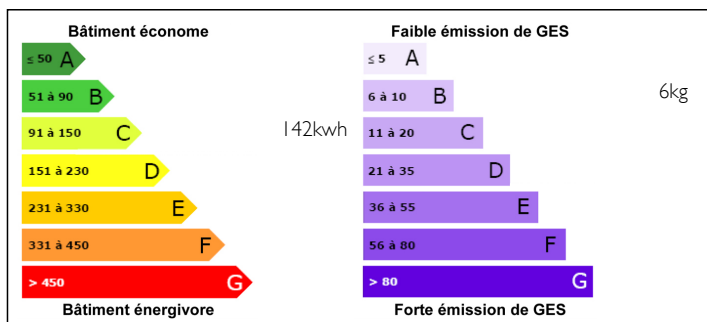 Bâtiment économe
≤ 50 A
51 à 90 B
91 à 150 C
142kwh
151 à 230 D
231 à 330 E
331 à 450 F
> 450 G
Bâtiment énergivore
Faible émission de GES
≤ 5 A
6 à 10 B
6kg
11 à 20 C
21 à 35 D
36 à 55 E
56 à 80 F
> 80 G
Forte émission de GES